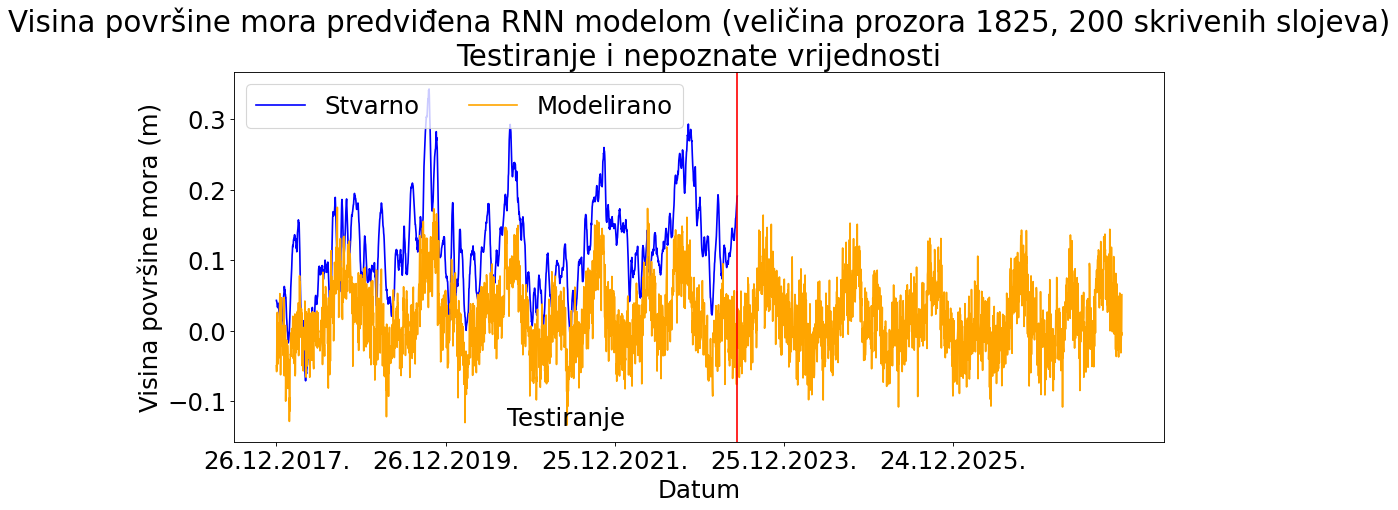 Visina površine mora predviđena RNN modelom (veličina prozora 1825, 200 skrivenih slojeva)
Testiranje i nepoznate vrijednosti
Stvarno Modelirano
Visina površine mora (m)
0.3
0.2
0.1
0.0
−0.1
Testiranje
26.12.2017. 26.12.2019. 25.12.2021. 25.12.2023. 24.12.2025.
Datum